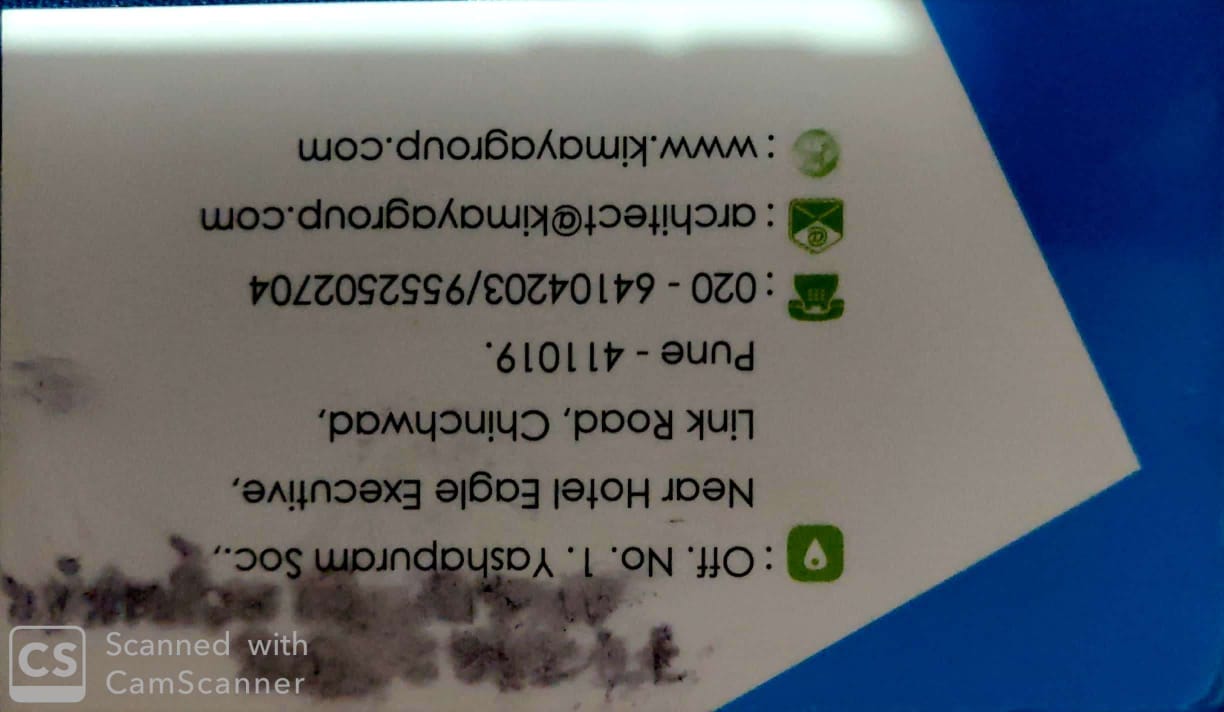 : Off. No. 1. Yashapuram Soc.,
Near Hotel Eagle Executive,
Link Road, Chinchwad,
Pune - 411019.
: 020 - 64104203/9552502704
: architect@kimayagroup.com
: www.kimayagroup.com
CS Scanned with
CamScanner